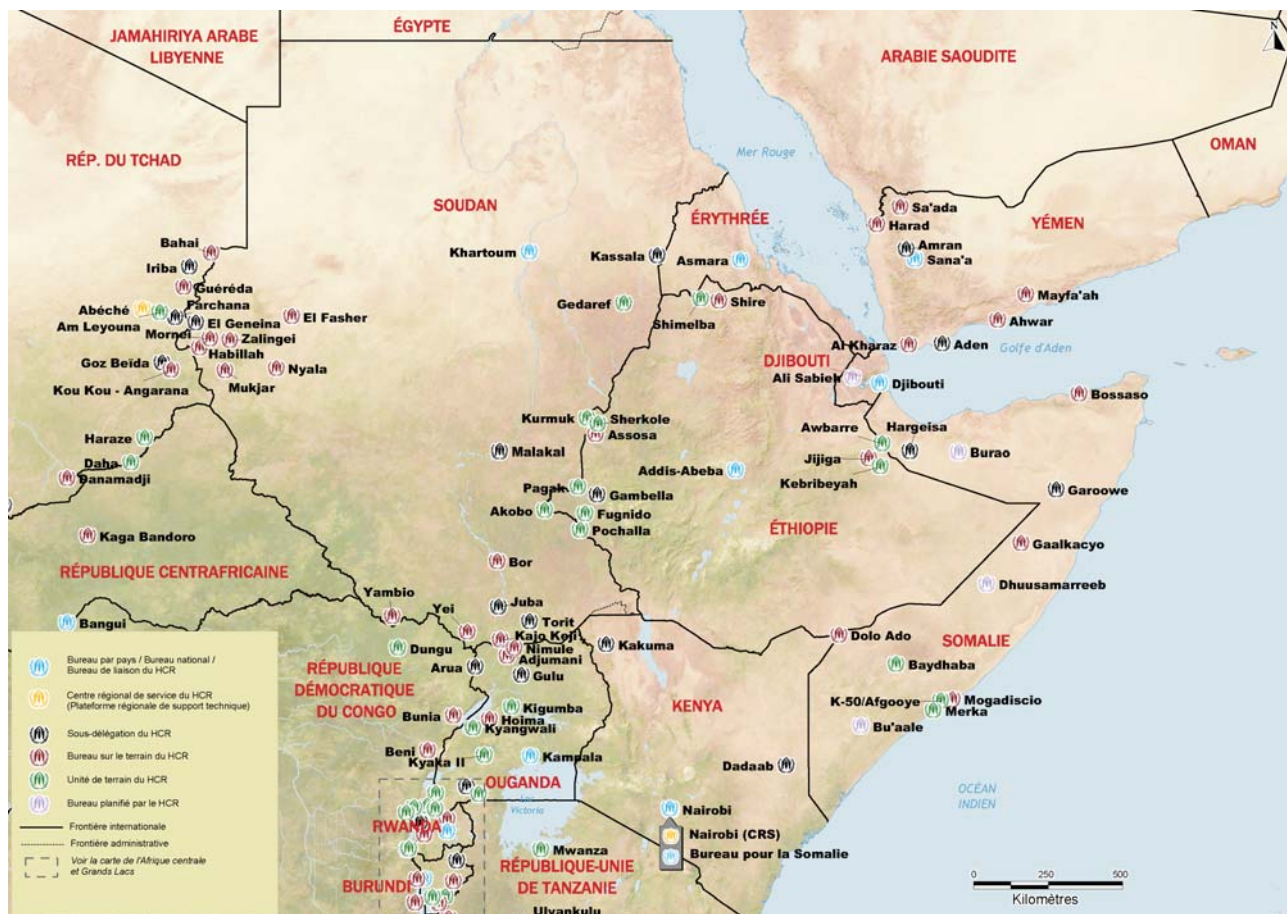 JAMAHIRIYA ARABE
LIBYENNE
ÉGYPTE
ARABIE SAOUDITE
N
OMAN
RÉP. DU TCHAD
Mer Rouge
SOUDAN
ÉRYTHRÉE
YÉMEN
Sa'ada
Harad
Amran
Sana'a
Bahai
Iriba
Guéréda
Khartoum
Kassala
Asmara
Abéché
Farchana
Am Leyouna
El Geneina
El Fasher
Mornei
Zalingei
Habillah
Goz Beïda
Nyala
Kou Kou - Angarana
Mukjar
Gedaref
Shire
Shimelba
Mayfa'ah
Ahwar
Al Kharaz
Aden
Golfe d'Aden
DJIBOUTI
Ali Sabieh
Djibouti
Bossaso
Kurmuk
Sherkole
Assosa
Awbarre
Hargeisa
Burao
Haraze
Daha
Danamadji
Malakal
Addis-Abeba
Jijiga
Kebribeyah
Garoowe
Pagak
Gambella
Akobo
Fugnido
Pochalla
ÉTHIOPIE
Kaga Bandoro
RÉPUBLIQUE CENTRAFRICAINE
Bor
Gaalkacyo
Dhuusamarreeb
Yambio
Yei
Juba
Torit
Bangui
Kajo Koji
Nimule
Adjumani
Kakuma
Dolo Ado
SOMALIE
Dungu
Arua
Gulu
Baydhaba
RÉPUBLIQUE
DÉMOCRATIQUE
DU CONGO
Kigumba
KENYA
K-50/Afgooye
Mogadiscio
Merka
Bunia
Hoima
Kyangwali
Bu'aale
Beni
Kyaka II
Kampala
Dadaab
OUGANDA
Victoria
OCÉAN
INDIEN
Nairobi
RWANDA
Nairobi (CRS)
Mwanza
Bureau pour la Somalie
RÉPUBLIQUE-UNIE
DE TANZANIE
BURUNDI
Ulyankulu
Bureau par pays / Bureau national /
Bureau de liaison du HCR
Centre régional de service du HCR
(Plateforme régionale de support technique)
Sous-délégation du HCR
Bureau sur le terrain du HCR
Unité de terrain du HCR
Bureau planifié par le HCR
Frontière internationale
Frontière administrative
Voir la carte de l'Afrique centrale
et Grands Lacs
0 250 500
Kilomètres